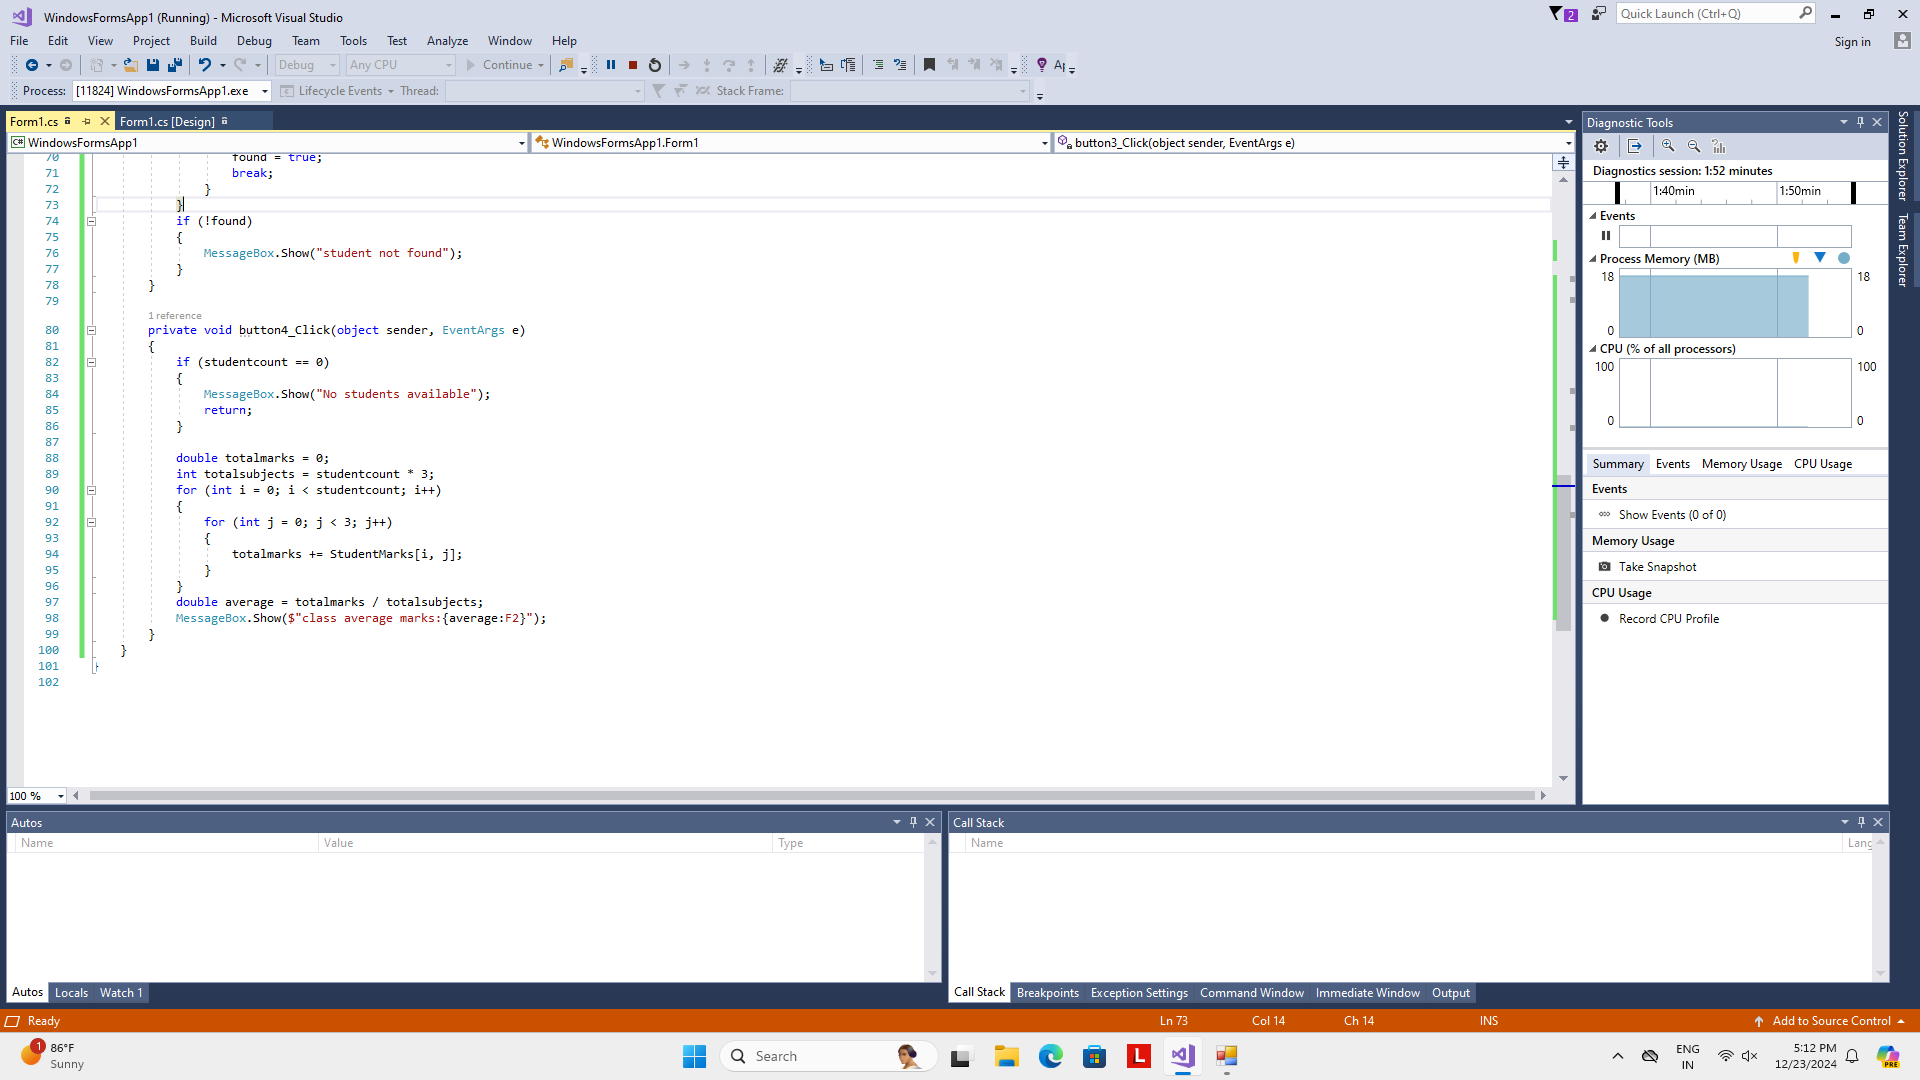 WindowsFormsApp1 (Running) - Microsoft Visual Studio
2
Quick Launch (Ctrl+Q)
File Edit View Project Build Debug Team Tools Test Analyze Window Help
Sign in
Debug Any CPU Continue
Process: [11824] WindowsFormsApp1.exe Lifecycle Events Thread: Stack Frame:
Form1.cs Form1.cs [Design]
C# WindowsFormsApp1 WindowsFormsApp1.Form1 button3_Click(object sender, EventArgs e)
70 found = true;
71 break;
72 }
73 }
74 if (!found)
75 {
76 MessageBox.Show("student not found");
77 }
78 }
79
1 reference
80 private void button4_Click(object sender, EventArgs e)
81 {
82 if (studentcount == 0)
83 {
84 MessageBox.Show("No students available");
85 return;
86 }
87
88 double totalmarks = 0;
89 int totalsubjects = studentcount * 3;
90 for (int i = 0; i < studentcount; i++)
91 {
92 for (int j = 0; j < 3; j++)
93 {
94 totalmarks += StudentMarks[i, j];
95 }
96 }
97 double average = totalmarks / totalsubjects;
98 MessageBox.Show($"class average marks:{average:F2}");
99 }
100 }
101 }
102
100 %
Diagnostic Tools
Diagnostics session: 1:52 minutes
1:40min 1:50min
Events
Process Memory (MB)
18 18
0 0
CPU (% of all processors)
100 100
0 0
Summary Events Memory Usage CPU Usage
Events
Show Events (0 of 0)
Memory Usage
Take Snapshot
CPU Usage
Record CPU Profile
Solution Explorer
Team Explorer
Autos
Name Value Type
Autos Locals Watch 1
Call Stack
Name Lang
Call Stack Breakpoints Exception Settings Command Window Immediate Window Output
Ready Ln 73 Col 14 Ch 14 INS Add to Source Control
1
86°F
Sunny
Search
L
ENG
IN
5:12 PM
12/23/2024
PRE